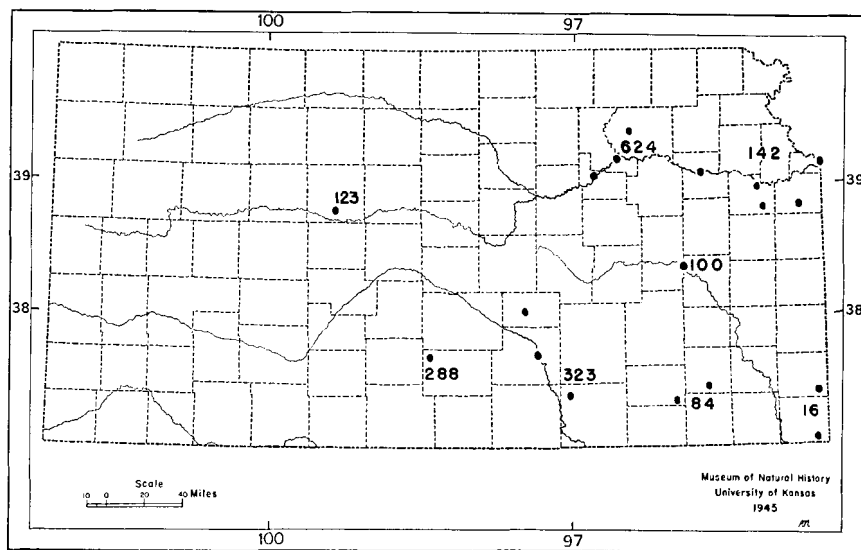 100 97
39 39
624
142
123
100
38 38
288
323
84
16
Scale
10 0 20 40 Miles
Museum of Natural History
University of Kansas
1945
m
100 97